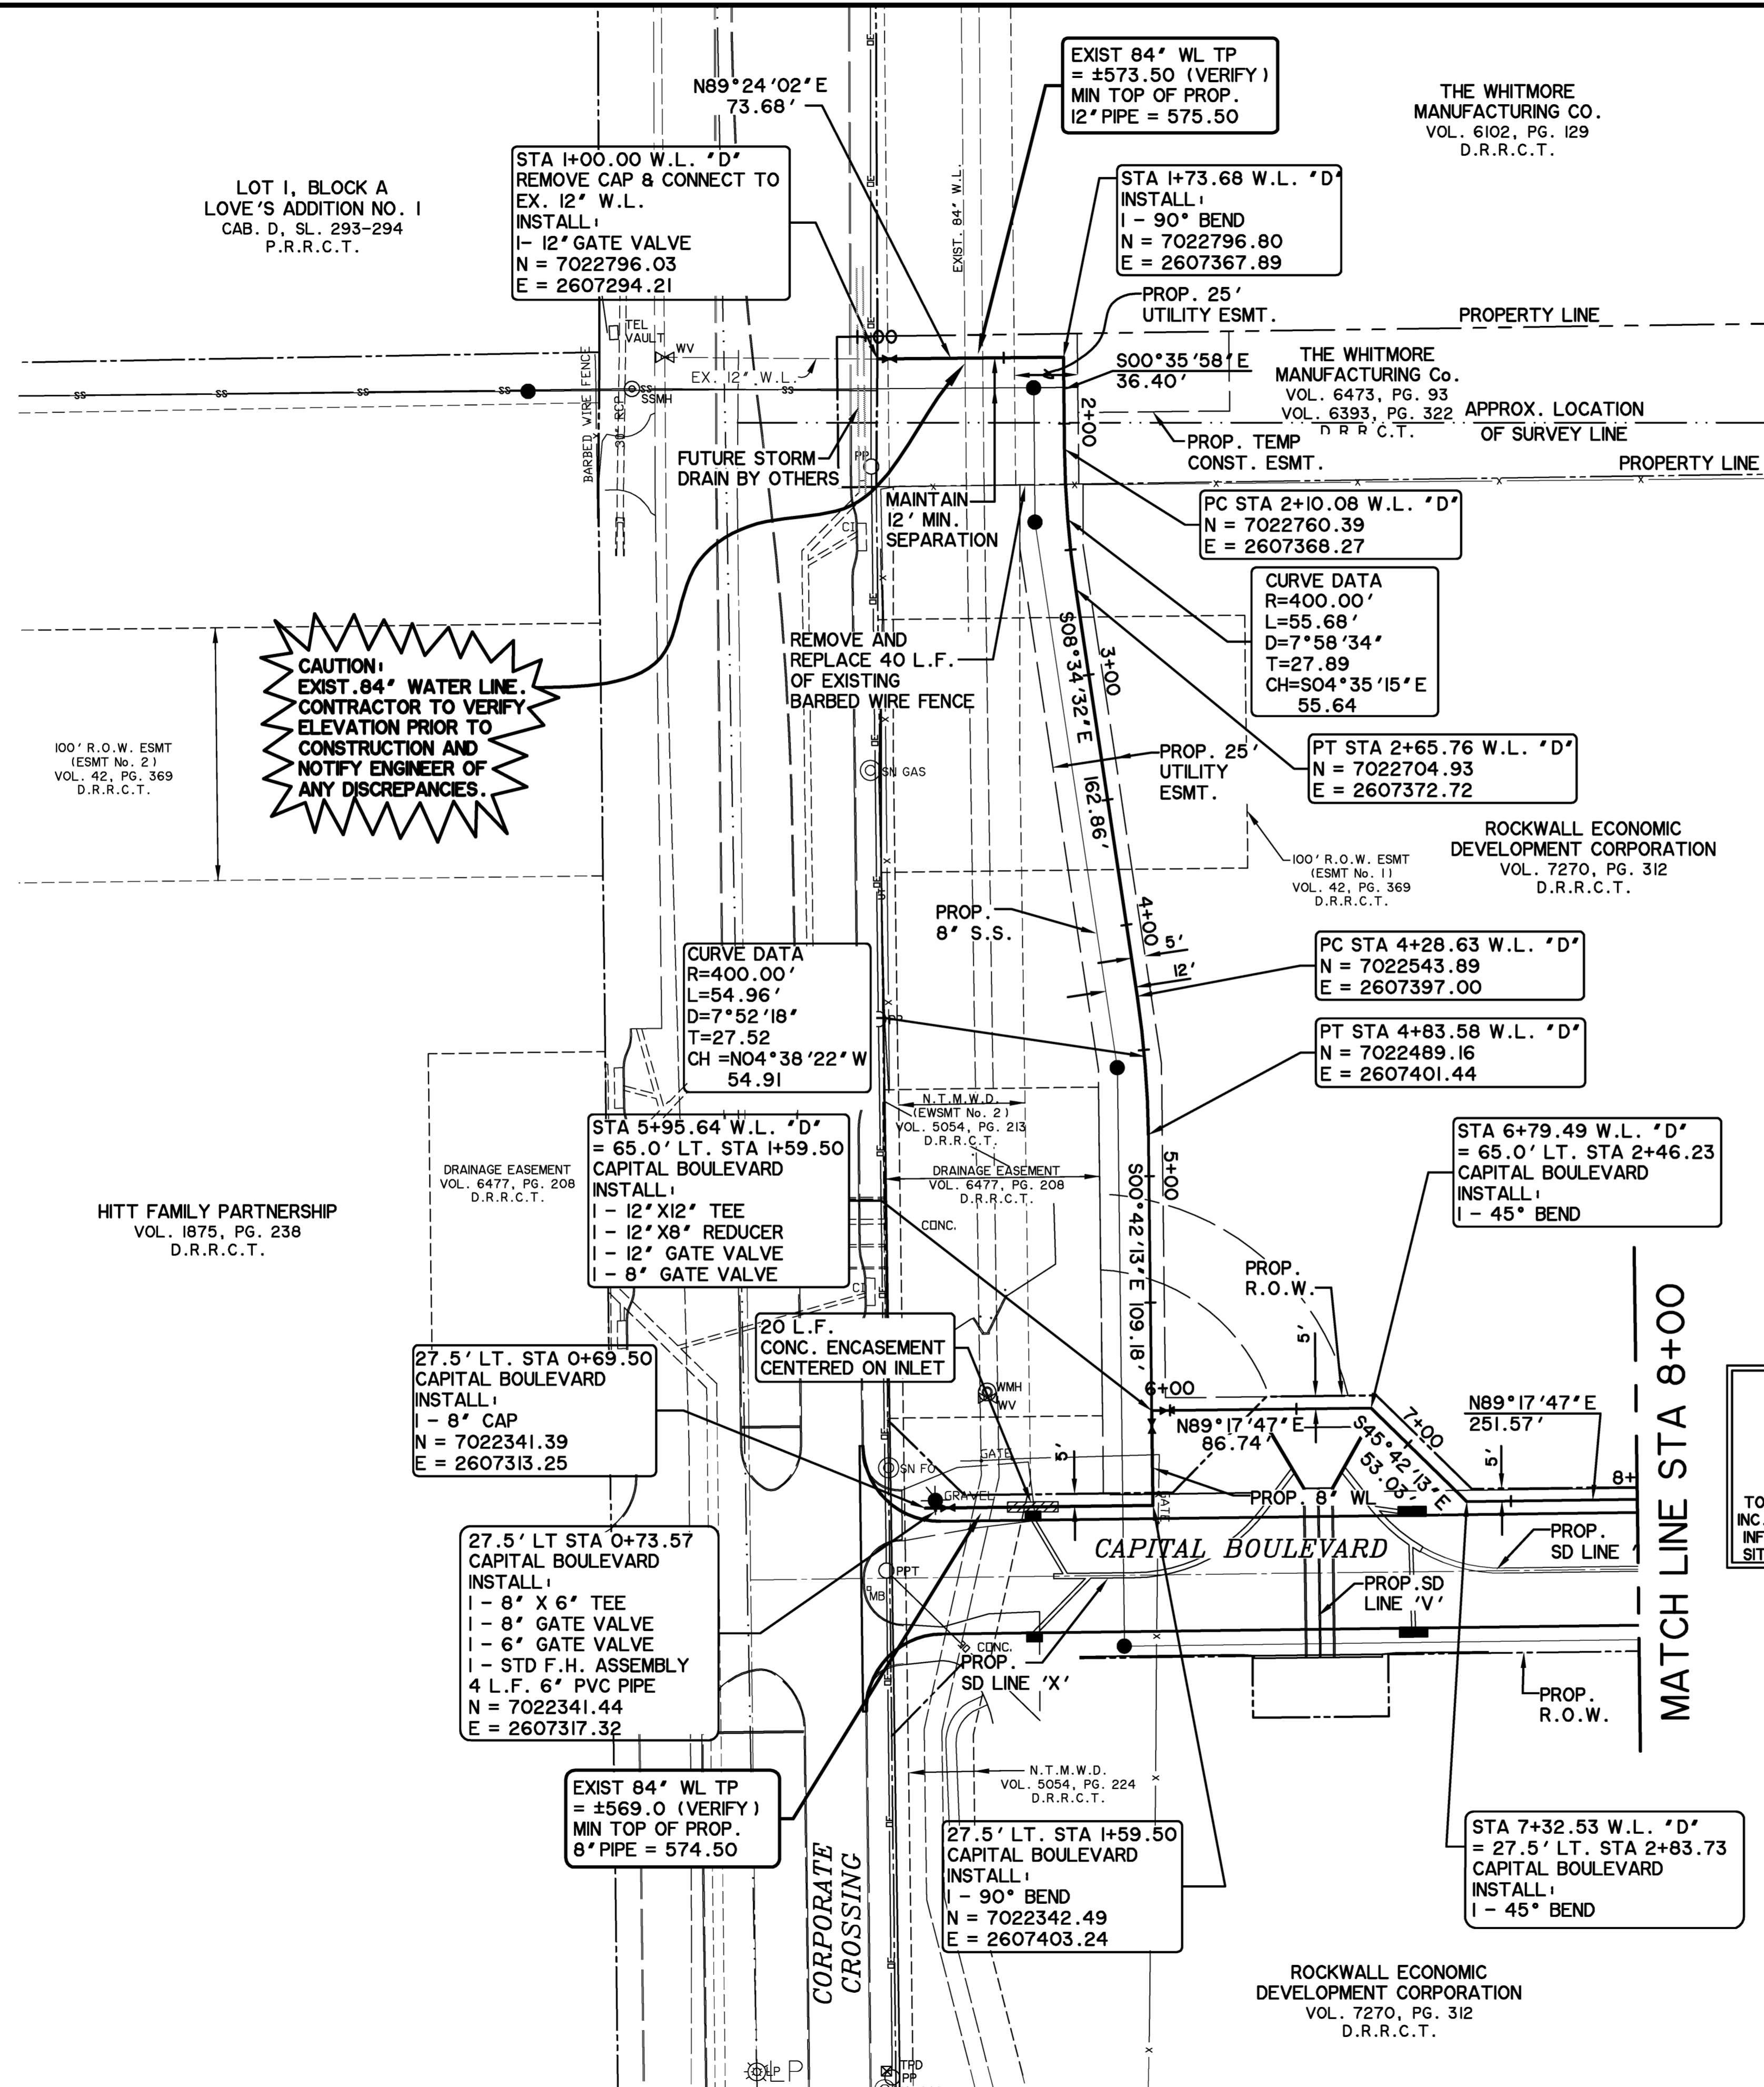 N89°24'02"E
73.68'
EXIST 84" WL TP
= ±573.50 (VERIFY)
MIN TOP OF PROP.
12" PIPE = 575.50
THE WHITMORE
MANUFACTURING CO.
VOL. 6102, PG. 129
D.R.R.C.T.
LOT 1, BLOCK A
LOVE'S ADDITION NO. 1
CAB. D, SL. 293-294
P.R.R.C.T.
STA 1+00.00 W.L. "D"
REMOVE CAP & CONNECT TO
EX. 12" W.L.
INSTALL:
1- 12" GATE VALVE
N = 7022796.03
E = 2607294.21
EXIST. 84" W.L.
STA 1+73.68 W.L. "D"
INSTALL:
1 - 90° BEND
N = 7022796.80
E = 2607367.89
PROP. 25'
UTILITY ESMT.
PROPERTY LINE
TEL
VAULT
WV
1+00
EX. 12" W.L.
SS
SS
SS
SS
SS
SSMH
SS
BARBED WIRE FENCE
30" RCP
S00°35'58"E
36.40'
THE WHITMORE
MANUFACTURING Co.
VOL. 6473, PG. 93
VOL. 6393, PG. 322
D.R.R.C.T.
APPROX. LOCATION
OF SURVEY LINE
2+00
PROP. TEMP
CONST. ESMT.
PROPERTY LINE
FUTURE STORM
DRAIN BY OTHERS
PP
MAINTAIN
12' MIN.
SEPARATION
CI
PC STA 2+10.08 W.L. "D"
N = 7022760.39
E = 2607368.27
CURVE DATA
R=400.00'
L=55.68'
D=7°58'34"
T=27.89
CH=S04°35'15"E
55.64
CAUTION:
EXIST.84" WATER LINE.
CONTRACTOR TO VERIFY
ELEVATION PRIOR TO
CONSTRUCTION AND
NOTIFY ENGINEER OF
ANY DISCREPANCIES.
REMOVE AND
REPLACE 40 L.F.
OF EXISTING
BARBED WIRE FENCE
S08°34'32"E 162.86'
3+00
PROP. 25'
UTILITY
ESMT.
PT STA 2+65.76 W.L. "D"
N = 7022704.93
E = 2607372.72
100' R.O.W. ESMT
(ESMT No. 2)
VOL. 42, PG. 369
D.R.R.C.T.
SN GAS
ROCKWALL ECONOMIC
DEVELOPMENT CORPORATION
VOL. 7270, PG. 312
D.R.R.C.T.
100' R.O.W. ESMT
(ESMT No. 1)
VOL. 42, PG. 369
D.R.R.C.T.
PROP.
8" S.S.
4+00
5'
12'
PC STA 4+28.63 W.L. "D"
N = 7022543.89
E = 2607397.00
CURVE DATA
R=400.00'
L=54.96'
D=7°52'18"
T=27.52
CH =N04°38'22"W
54.91
PT STA 4+83.58 W.L. "D"
N = 7022489.16
E = 2607401.44
N.T.M.W.D.
(EWSMT No. 2)
VOL. 5054, PG. 213
D.R.R.C.T.
STA 5+95.64 W.L. "D"
= 65.0' LT. STA 1+59.50
CAPITAL BOULEVARD
INSTALL:
1 - 12"X12" TEE
1 - 12"X8" REDUCER
1 - 12" GATE VALVE
1 - 8" GATE VALVE
DRAINAGE EASEMENT
VOL. 6477, PG. 208
D.R.R.C.T.
DRAINAGE EASEMENT
VOL. 6477, PG. 208
D.R.R.C.T.
CONC.
5+00
S00°42'13"E 109.18'
STA 6+79.49 W.L. "D"
= 65.0' LT. STA 2+46.23
CAPITAL BOULEVARD
INSTALL:
1 - 45° BEND
HITT FAMILY PARTNERSHIP
VOL. 1875, PG. 238
D.R.R.C.T.
CI
PROP.
R.O.W.
5'
20 L.F.
CONC. ENCASEMENT
CENTERED ON INLET
27.5' LT. STA 0+69.50
CAPITAL BOULEVARD
INSTALL:
1 - 8" CAP
N = 7022341.39
E = 2607313.25
WMH
WV
6+00
N89°17'47"E
86.74'
7+00
S45°42'13"E
53.03'
N89°17'47"E
251.57'
5'
8+
MATCH LINE STA 8+00
GATE
SN FO
GRAVEL
5'
PROP. 8" WL
GATE
CAPITAL BOULEVARD
PROP.
SD LINE '
TO
INC.
INF
SIT
27.5' LT STA 0+73.57
CAPITAL BOULEVARD
INSTALL:
1 - 8" X 6" TEE
1 - 8" GATE VALVE
1 - 6" GATE VALVE
1 - STD F.H. ASSEMBLY
4 L.F. 6" PVC PIPE
N = 7022341.44
E = 2607317.32
PPT
MB
PROP.SD
LINE 'V'
CONC.
PROP.
SD LINE 'X'
PROP.
R.O.W.
EXIST 84" WL TP
= ±569.0 (VERIFY)
MIN TOP OF PROP.
8" PIPE = 574.50
N.T.M.W.D.
VOL. 5054, PG. 224
D.R.R.C.T.
27.5' LT. STA 1+59.50
CAPITAL BOULEVARD
INSTALL:
1 - 90° BEND
N = 7022342.49
E = 2607403.24
STA 7+32.53 W.L. "D"
= 27.5' LT. STA 2+83.73
CAPITAL BOULEVARD
INSTALL:
1 - 45° BEND
CORPORATE
CROSSING
ROCKWALL ECONOMIC
DEVELOPMENT CORPORATION
VOL. 7270, PG. 312
D.R.R.C.T.
LP
LP
TPD
PP